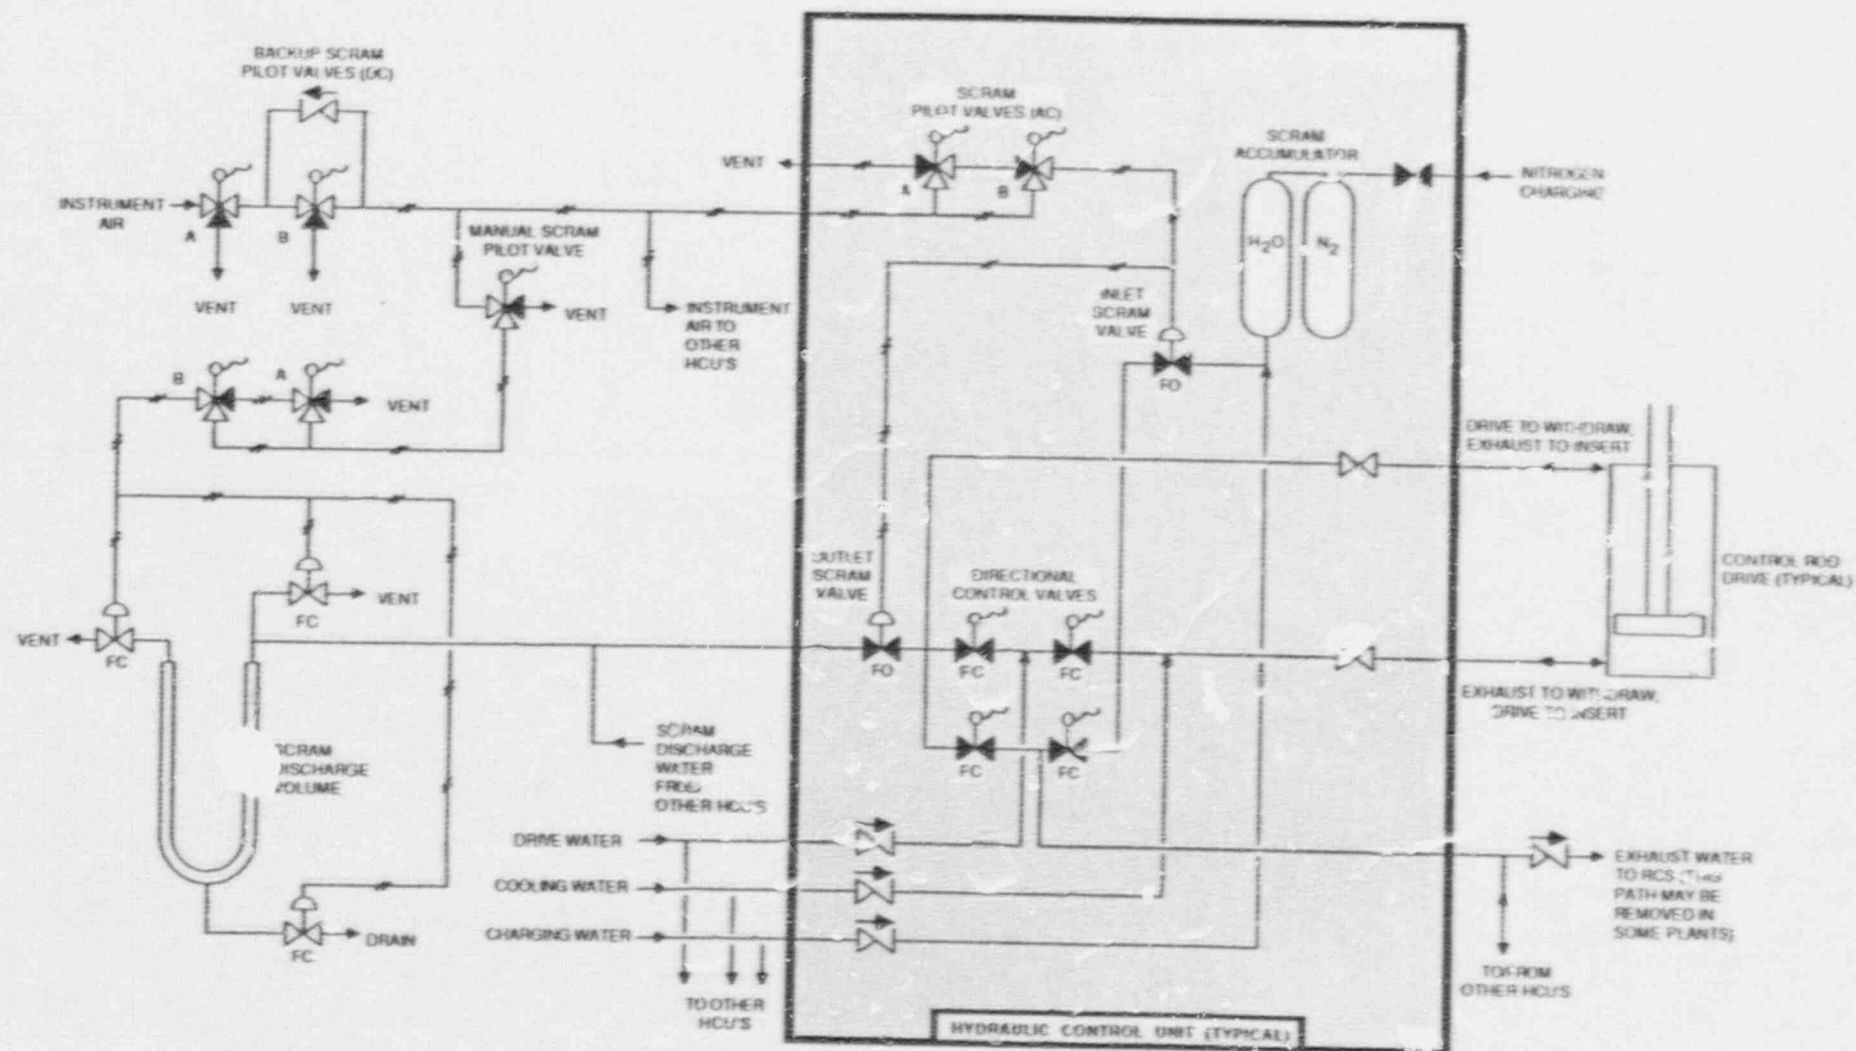 BACKUP SCRAM
PILOT VALVES (DC)
INSTRUMENT
AIR
A
B
VENT
VENT
MANUAL SCRAM
PILOT VALVE
VENT
INSTRUMENT
AIR TO
OTHER
HCU'S
B
A
VENT
VENT
FC
VENT
FC
SCRAM
DISCHARGE
VOLUME
FC
DRAIN
SCRAM
DISCHARGE
WATER
FROM
OTHER HCU'S
DRIVE WATER
COOLING WATER
CHARGING WATER
TO OTHER
HCU'S
VENT
SCRAM
PILOT VALVES (AC)
A
B
SCRAM
ACCUMULATOR
H2O
N2
NITROGEN
CHARGING
INLET
SCRAM
VALVE
FO
OUTLET
SCRAM
VALVE
FO
DIRECTIONAL
CONTROL VALVES
FC
FC
FC
FC
DRIVE TO WITHDRAW,
EXHAUST TO INSERT
CONTROL ROD
DRIVE (TYPICAL)
EXHAUST TO WITHDRAW,
DRIVE TO INSERT
EXHAUST WATER
TO RCS (THIS
PATH MAY BE
REMOVED IN
SOME PLANTS)
TO/FROM
OTHER HCU'S
HYDRAULIC CONTROL UNIT (TYPICAL)